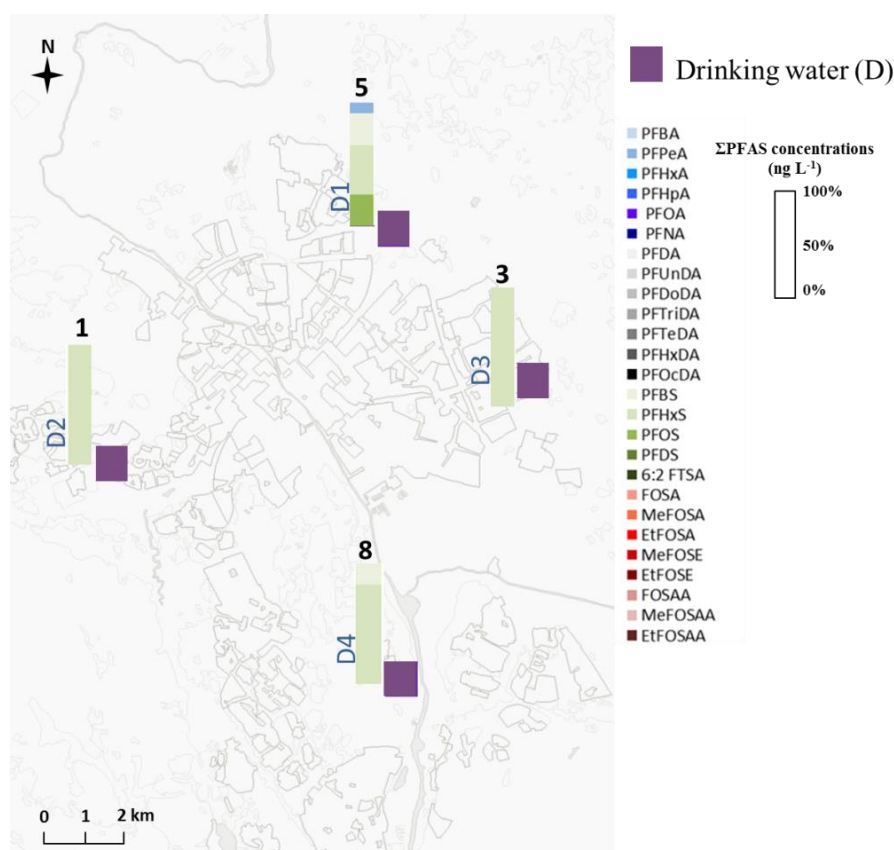 N
5
D1
3
D3
1
D2
8
D4
0 1 2 km
Drinking water (D)
PFBA
PFPeA
PFHxA
PFHpA
PFOA
PFNA
PFDA
PFUnDA
PFDoDA
PFTriDA
PFTeDA
PFHxDA
PFOcDA
PFBS
PFHxS
PFOS
PFDS
6:2 FTSA
FOSA
MeFOSA
EtFOSA
MeFOSE
EtFOSE
FOSAA
MeFOSAA
EtFOSAA
ΣPFAS concentrations
(ng L⁻¹)
100%
50%
0%